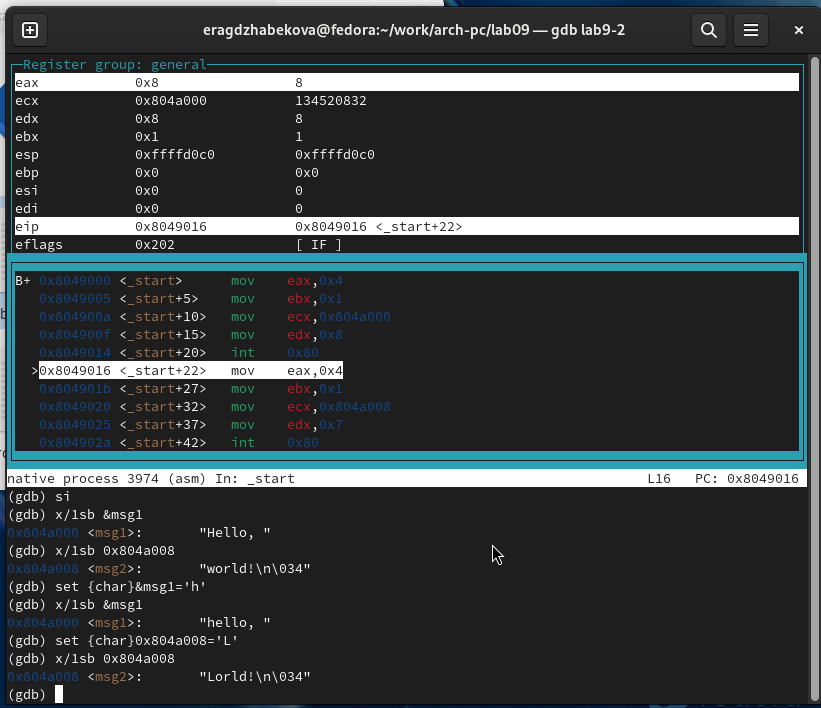 eragdzhabekova@fedora:~/work/arch-pc/lab09 — gdb lab9-2
Register group: general
eax 0x8 8
ecx 0x804a000 134520832
edx 0x8 8
ebx 0x1 1
esp 0xffffd0c0 0xffffd0c0
ebp 0x0 0x0
esi 0x0 0
edi 0x0 0
eip 0x8049016 0x8049016 <_start+22>
eflags 0x202 [ IF ]
B+ 0x8049000 <_start> mov eax,0x4
0x8049005 <_start+5> mov ebx,0x1
0x804900a <_start+10> mov ecx,0x804a000
0x804900f <_start+15> mov edx,0x8
0x8049014 <_start+20> int 0x80
>0x8049016 <_start+22> mov eax,0x4
0x804901b <_start+27> mov ebx,0x1
0x8049020 <_start+32> mov ecx,0x804a008
0x8049025 <_start+37> mov edx,0x7
0x804902a <_start+42> int 0x80
native process 3974 (asm) In: _start L16 PC: 0x8049016
(gdb) si
(gdb) x/1sb &msg1
0x804a000 <msg1>: "Hello, "
(gdb) x/1sb 0x804a008
0x804a008 <msg2>: "world!\n\034"
(gdb) set {char}&msg1='h'
(gdb) x/1sb &msg1
0x804a000 <msg1>: "hello, "
(gdb) set {char}0x804a008='L'
(gdb) x/1sb 0x804a008
0x804a008 <msg2>: "Lorld!\n\034"
(gdb)